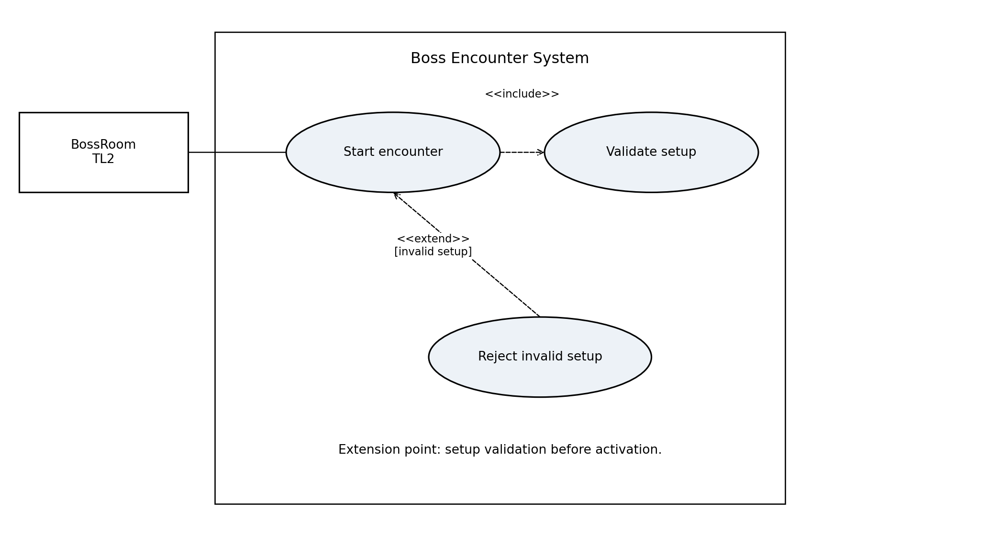 Boss Encounter System
<<include>>
BossRoom
TL2
Start encounter
Validate setup
<<extend>>
[invalid setup]
Reject invalid setup
Extension point: setup validation before activation.